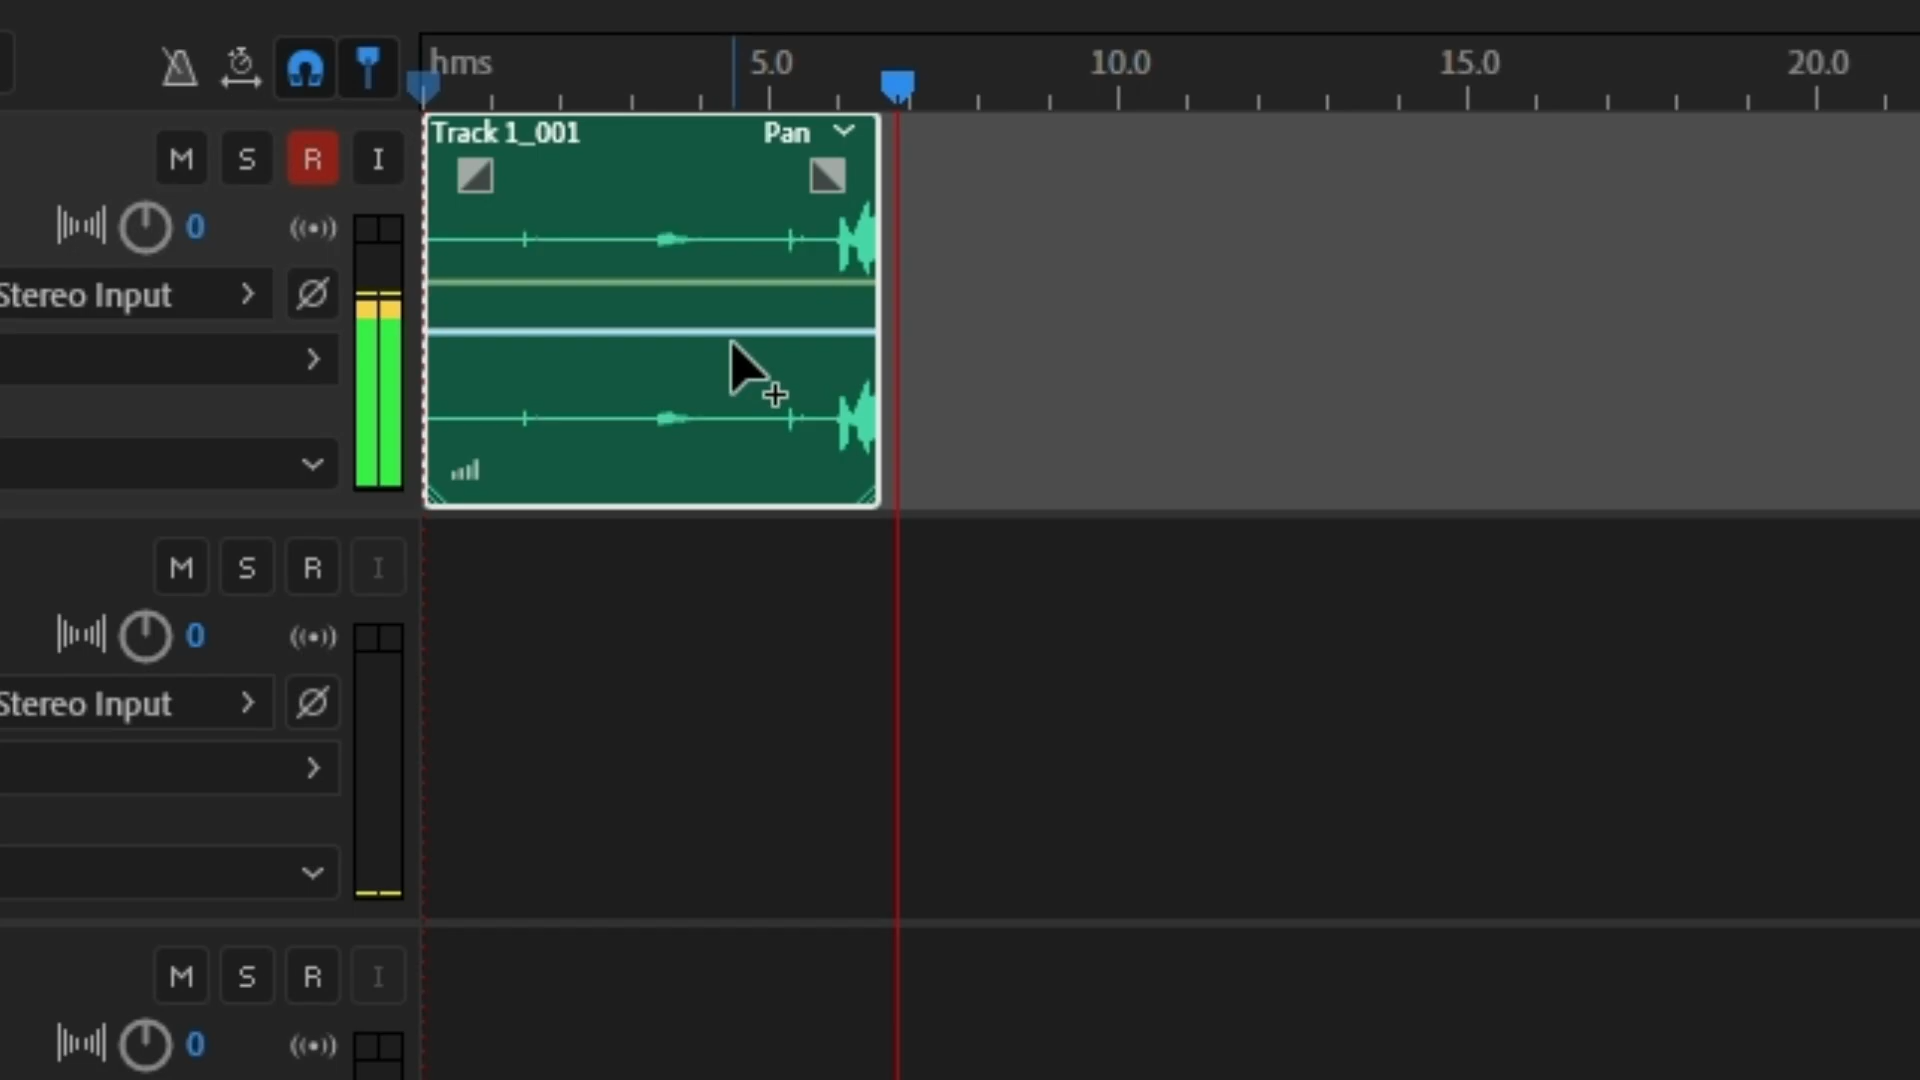 hms 5.0 10.0 15.0 20.0
Track 1_001 Pan
M S R I
0
Stereo Input
M S R I
0
Stereo Input
M S R I
0